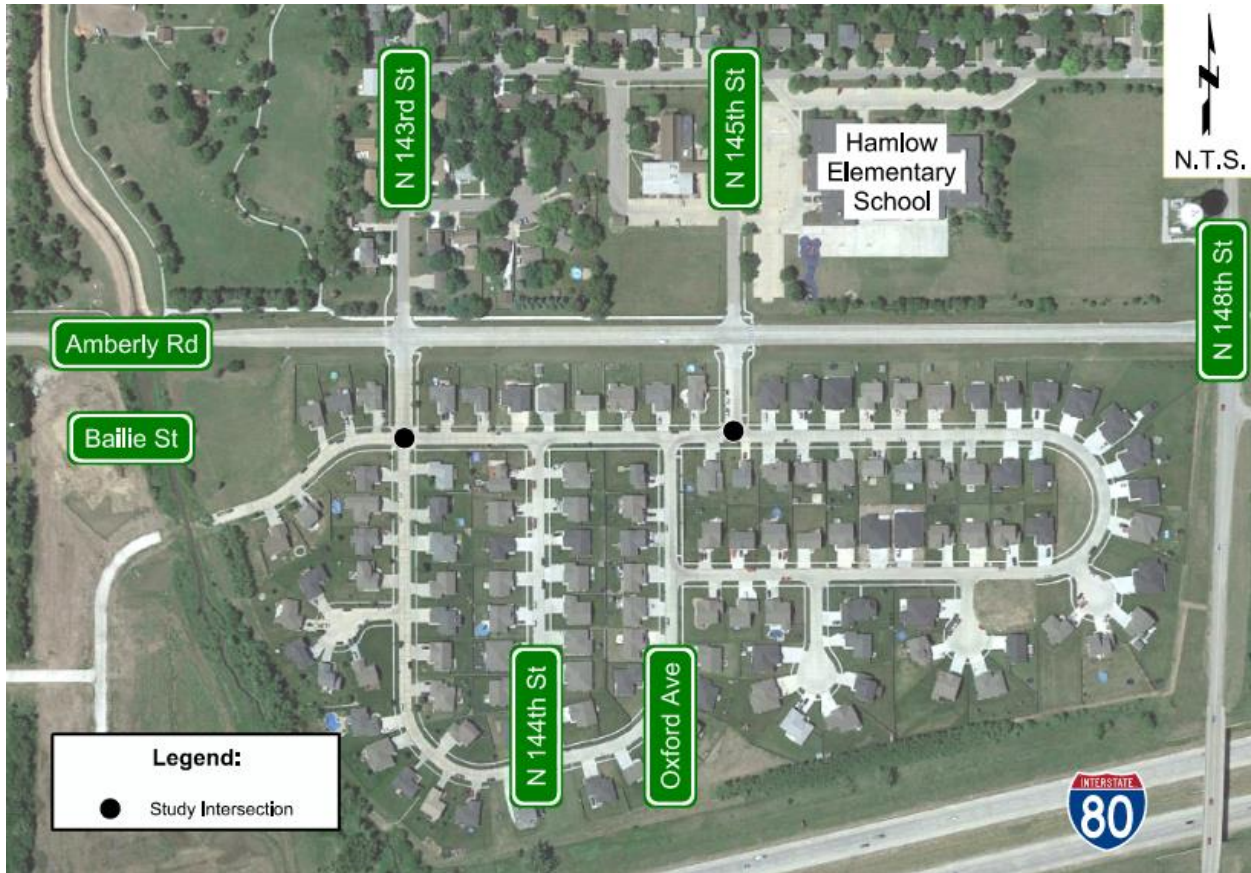 N 143rd St
N 145th St
Hamlow
Elementary
School
N
N.T.S.
N 148th St
Amberly Rd
Bailie St
N 144th St
Oxford Ave
Legend:
Study Intersection
INTERSTATE
80